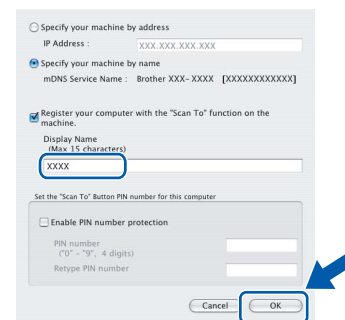 Specify your machine by address
IP Address : XXX.XXX.XXX.XXX
Specify your machine by name
mDNS Service Name : Brother XXX-XXXX [XXXXXXXXXXXX]
Register your computer with the "Scan To" function on the
machine.
Display Name
(Max 15 characters)
XXXX
Set the "Scan To" Button PIN number for this computer
Enable PIN number protection
PIN number
("0" - "9", 4 digits)
Retype PIN number
Cancel OK